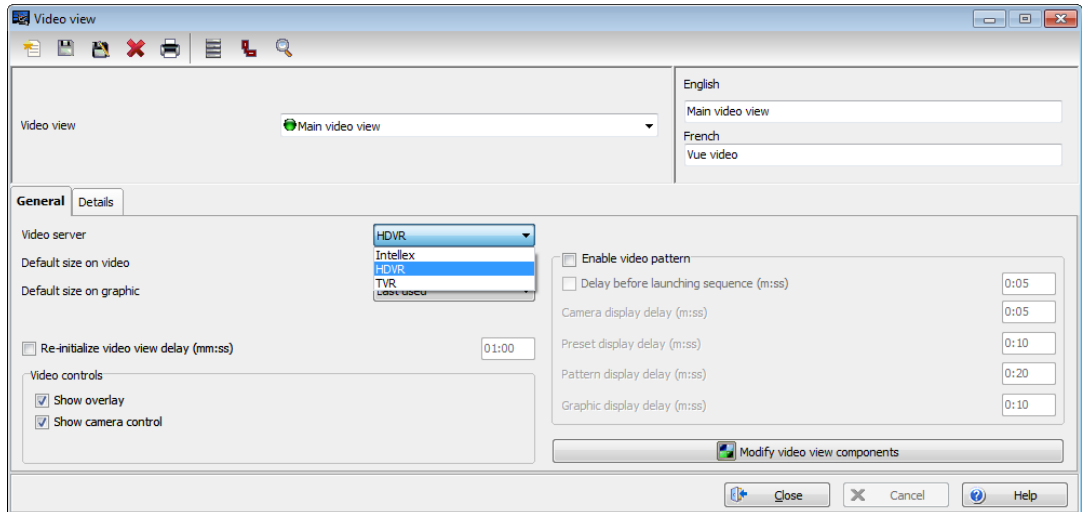 Video view
English
Main video view
Video view
Main video view
French
Vue video
General
Details
Video server
HDVR
Intellex
HDVR
TVR
Default size on video
Default size on graphic
Last used
Enable video pattern
Delay before launching sequence (m:ss)
0:05
Camera display delay (m:ss)
0:05
Re-initialize video view delay (mm:ss)
01:00
Preset display delay (m:ss)
0:10
Video controls
Pattern display delay (m:ss)
0:20
Show overlay
Graphic display delay (m:ss)
0:10
Show camera control
Modify video view components
Close
Cancel
Help